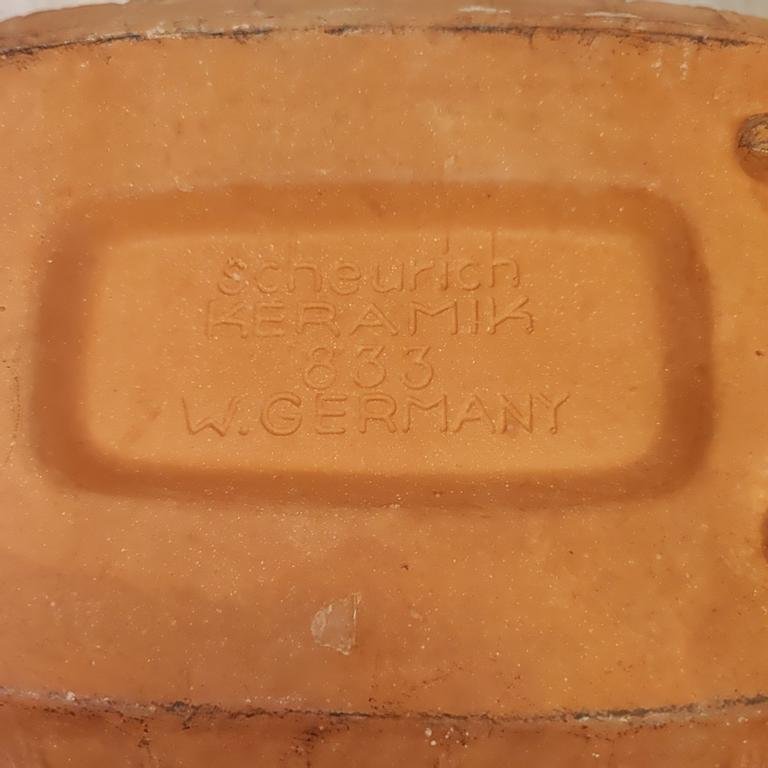 scheurich
KERAMIK
833
W. GERMANY